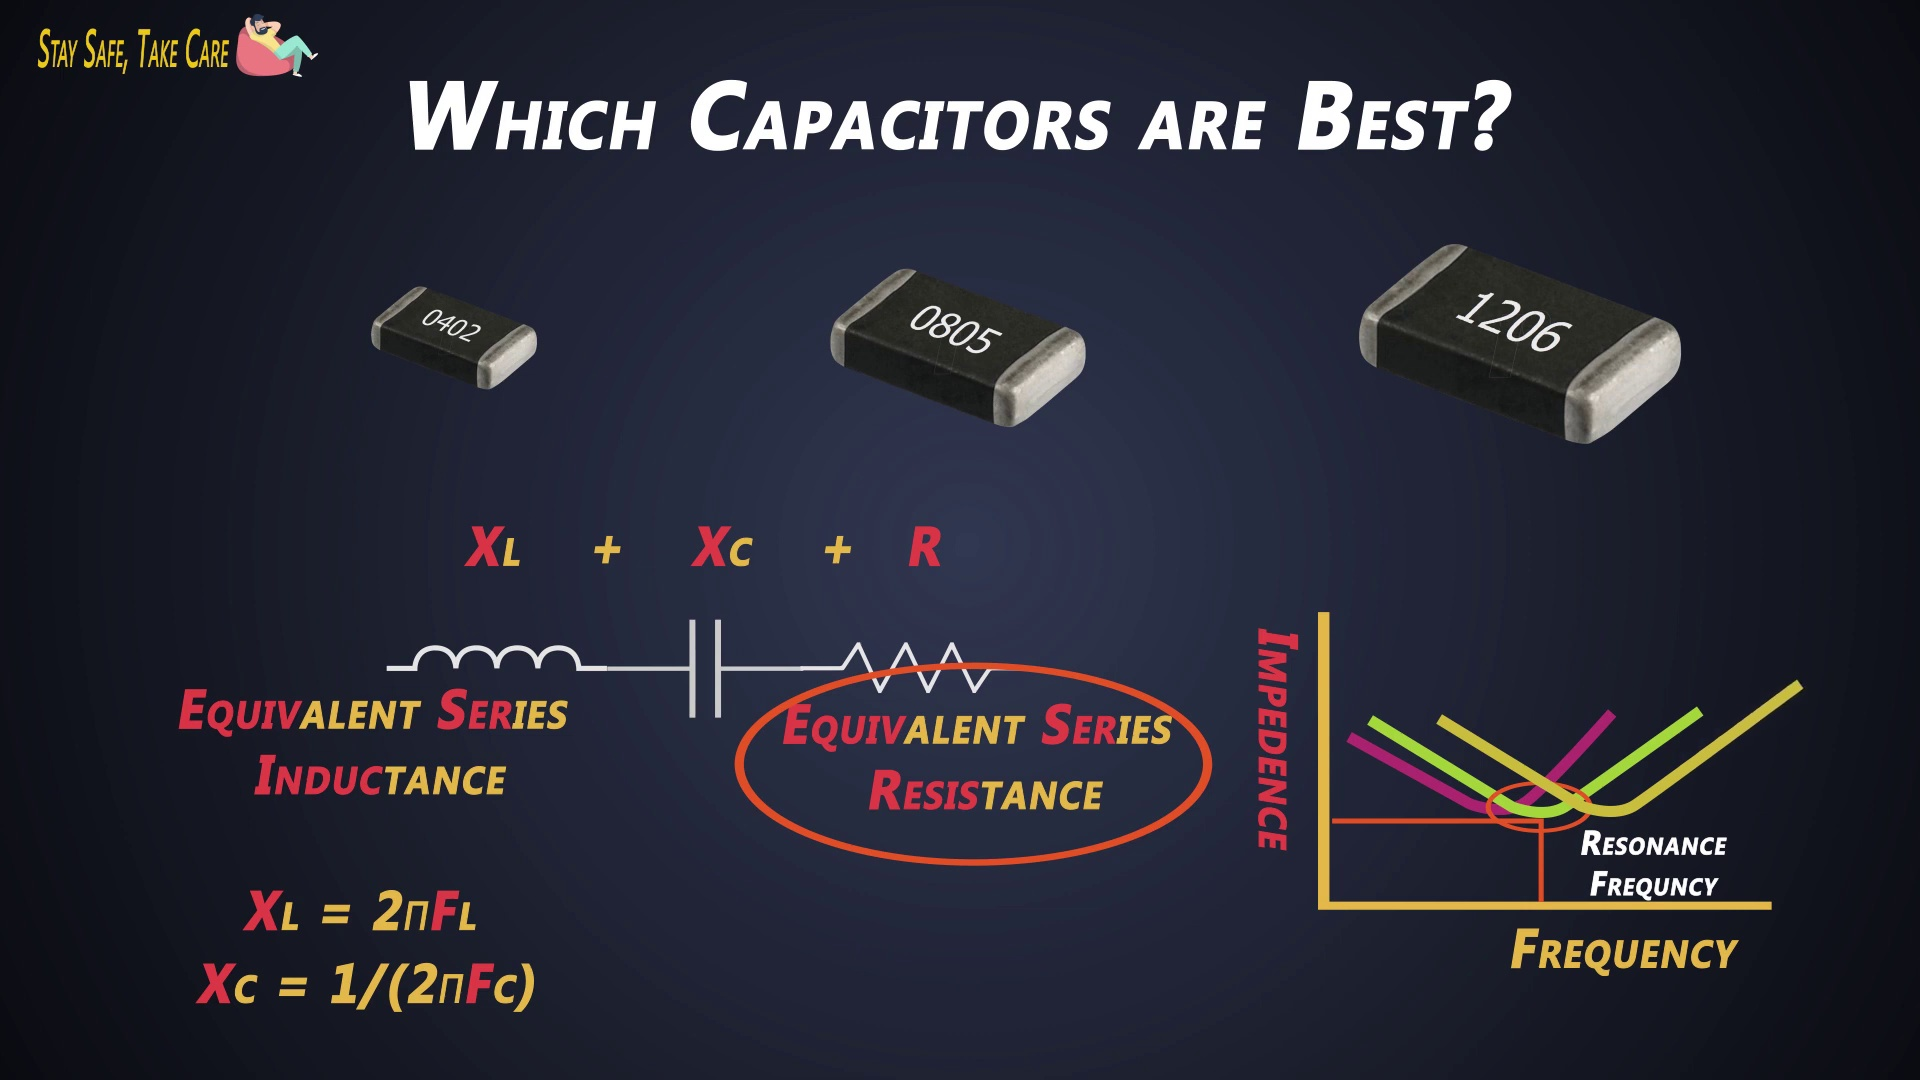 Stay Safe, Take Care
Which Capacitors are Best?
0402
0805
1206
XL + XC + R
Equivalent Series
Inductance
Equivalent Series
Resistance
Impedence
Resonance
Frequncy
Frequency
XL = 2πFL
XC = 1/(2πFC)